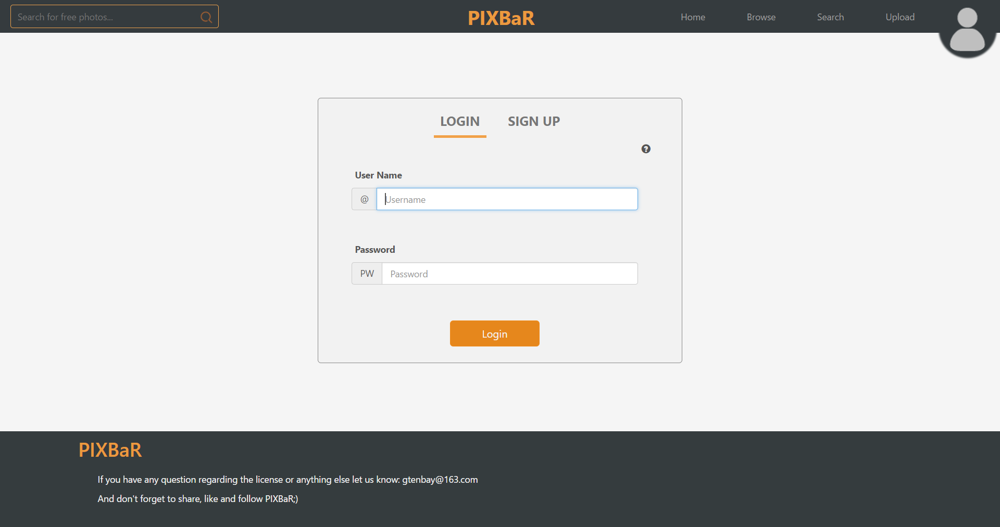 Search for free photos...
PIXBaR
Home
Browse
Search
Upload
LOGIN
SIGN UP
?
User Name
@
Username
Password
PW
Password
Login
PIXBaR
If you have any question regarding the license or anything else let us know: gtenbay@163.com
And don't forget to share, like and follow PIXBaR;)